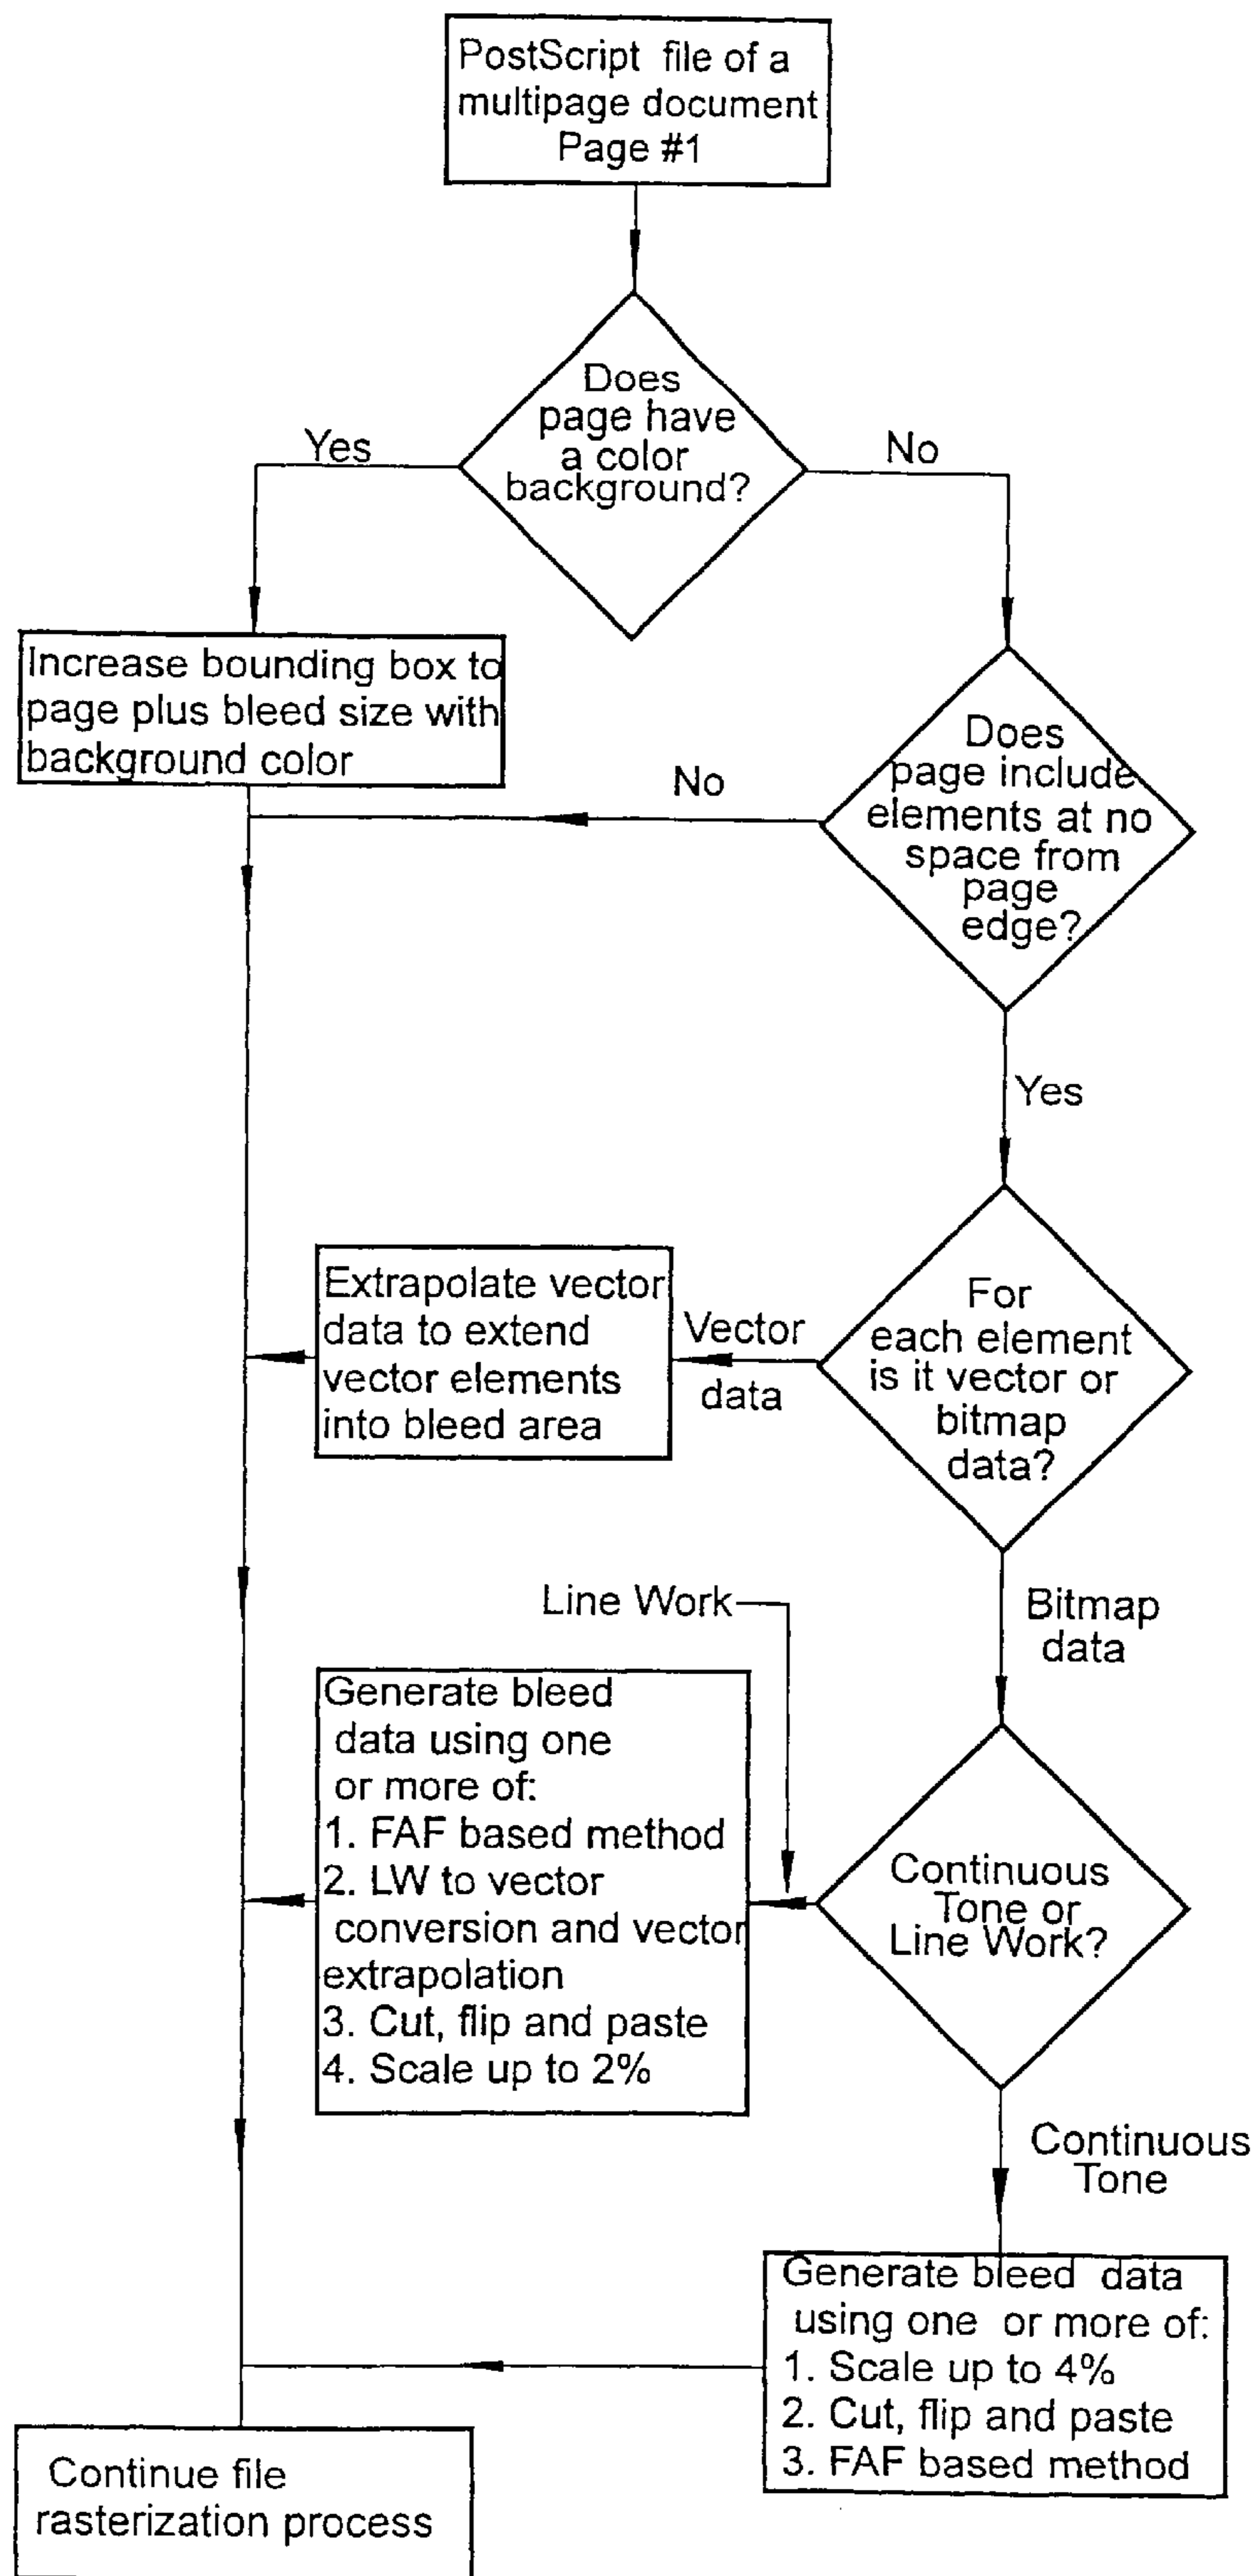 PostScript file of a
multipage document
Page #1
Does
page have
a color
background?
Yes
No
Increase bounding box to
page plus bleed size with
background color
Does
page include
elements at no
space from
page
edge?
No
Yes
For
each element
is it vector or
bitmap
data?
Vector
data
Extrapolate vector
data to extend
vector elements
into bleed area
Bitmap
data
Line Work
Continuous
Tone or
Line Work?
Generate bleed
data using one
or more of:
1. FAF based method
2. LW to vector
conversion and vector
extrapolation
3. Cut, flip and paste
4. Scale up to 2%
Continuous
Tone
Generate bleed data
using one or more of:
1. Scale up to 4%
2. Cut, flip and paste
3. FAF based method
Continue file
rasterization process